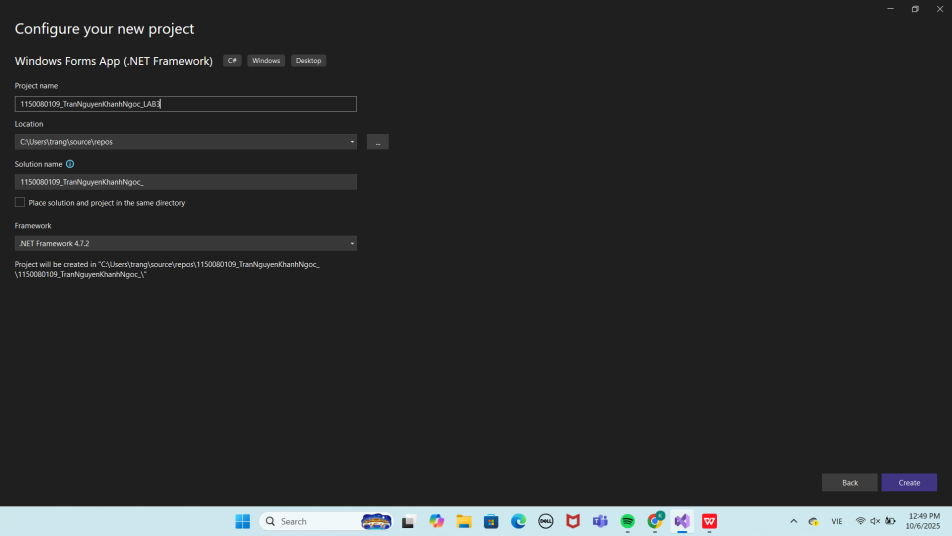 Configure your new project
Windows Forms App (.NET Framework) C# Windows Desktop
Project name
1150080109_TranNguyenKhanhNgoc_LAB3
Location
C:\Users\trang\source\repos
...
Solution name
1150080109_TranNguyenKhanhNgoc_
Place solution and project in the same directory
Framework
.NET Framework 4.7.2
Project will be created in "C:\Users\trang\source\repos\1150080109_TranNguyenKhanhNgoc_
\1150080109_TranNguyenKhanhNgoc_\"
Back Create
Search
DELL
VIE
12:49 PM
10/6/2025